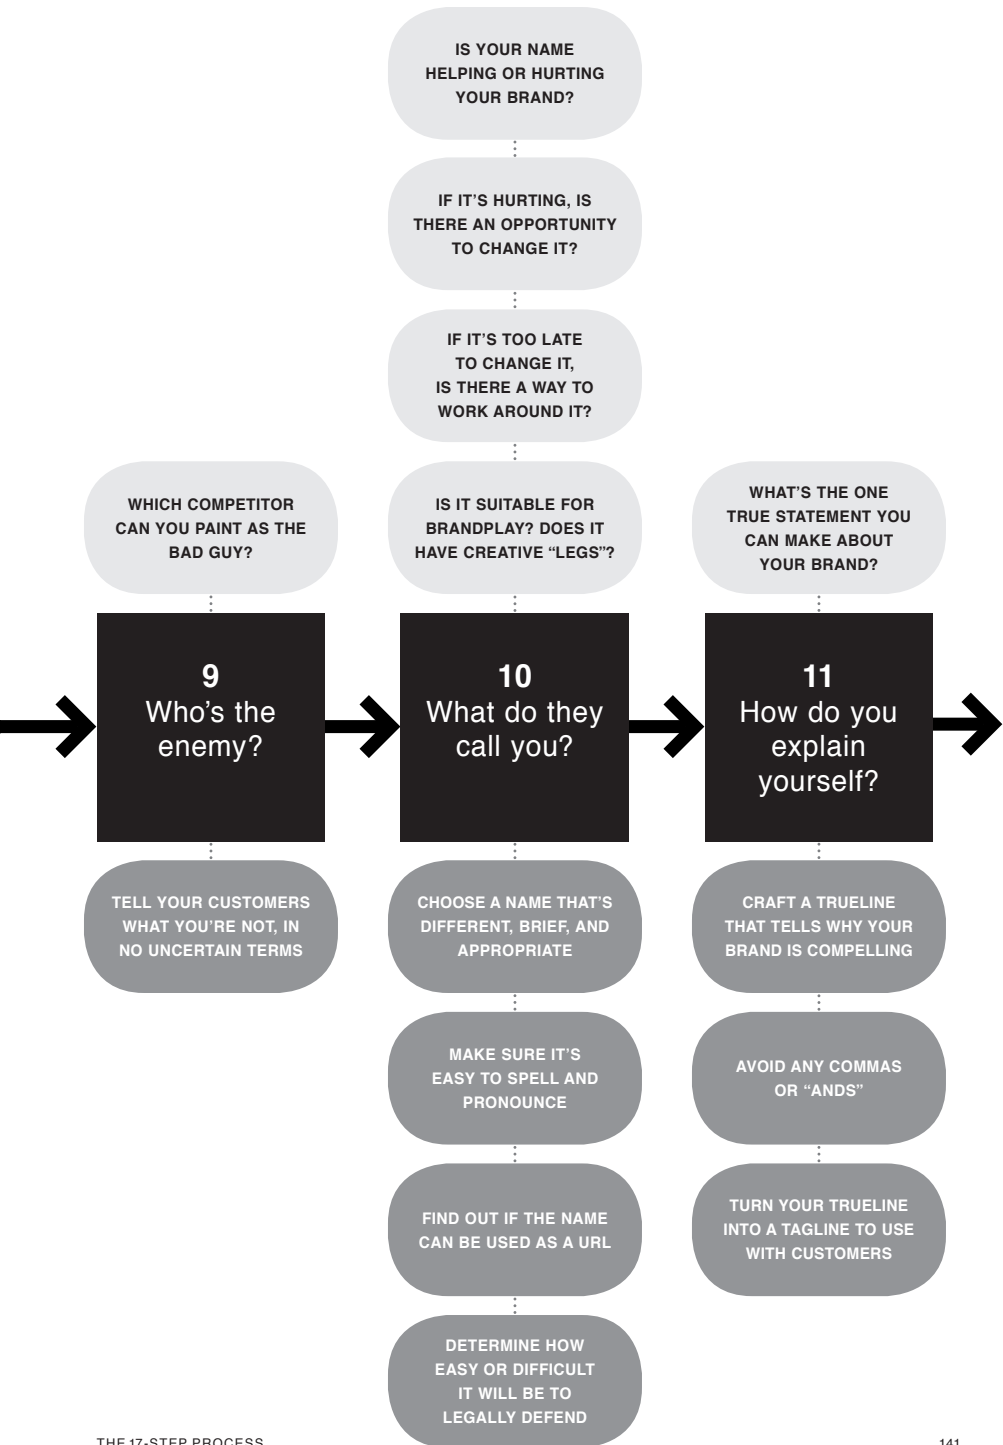 IS YOUR NAME
HELPING OR HURTING
YOUR BRAND?
IF IT'S HURTING, IS
THERE AN OPPORTUNITY
TO CHANGE IT?
IF IT'S TOO LATE
TO CHANGE IT,
IS THERE A WAY TO
WORK AROUND IT?
WHICH COMPETITOR
CAN YOU PAINT AS THE
BAD GUY?
IS IT SUITABLE FOR
BRANDPLAY? DOES IT
HAVE CREATIVE “LEGS”?
WHAT'S THE ONE
TRUE STATEMENT YOU
CAN MAKE ABOUT
YOUR BRAND?
9
Who's the
enemy?
10
What do they
call you?
11
How do you
explain
yourself?
TELL YOUR CUSTOMERS
WHAT YOU'RE NOT, IN
NO UNCERTAIN TERMS
CHOOSE A NAME THAT'S
DIFFERENT, BRIEF, AND
APPROPRIATE
CRAFT A TRUELINE
THAT TELLS WHY YOUR
BRAND IS COMPELLING
MAKE SURE IT'S
EASY TO SPELL AND
PRONOUNCE
AVOID ANY COMMAS
OR “ANDS”
FIND OUT IF THE NAME
CAN BE USED AS A URL
TURN YOUR TRUELINE
INTO A TAGLINE TO USE
WITH CUSTOMERS
DETERMINE HOW
EASY OR DIFFICULT
IT WILL BE TO
LEGALLY DEFEND
THE 17-STEP PROCESS
141